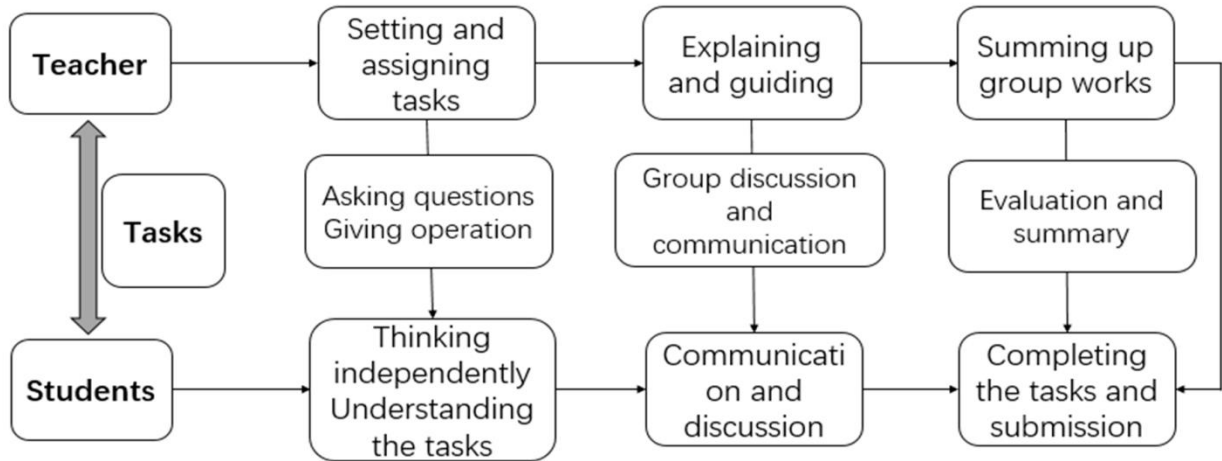 Teacher
Setting and
assigning
tasks
Explaining
and guiding
Summing up
group works
Tasks
Asking questions
Giving operation
Group discussion
and
communication
Evaluation and
summary
Students
Thinking
independently
Understanding
the tasks
Communicati
on and
discussion
Completing
the tasks and
submission